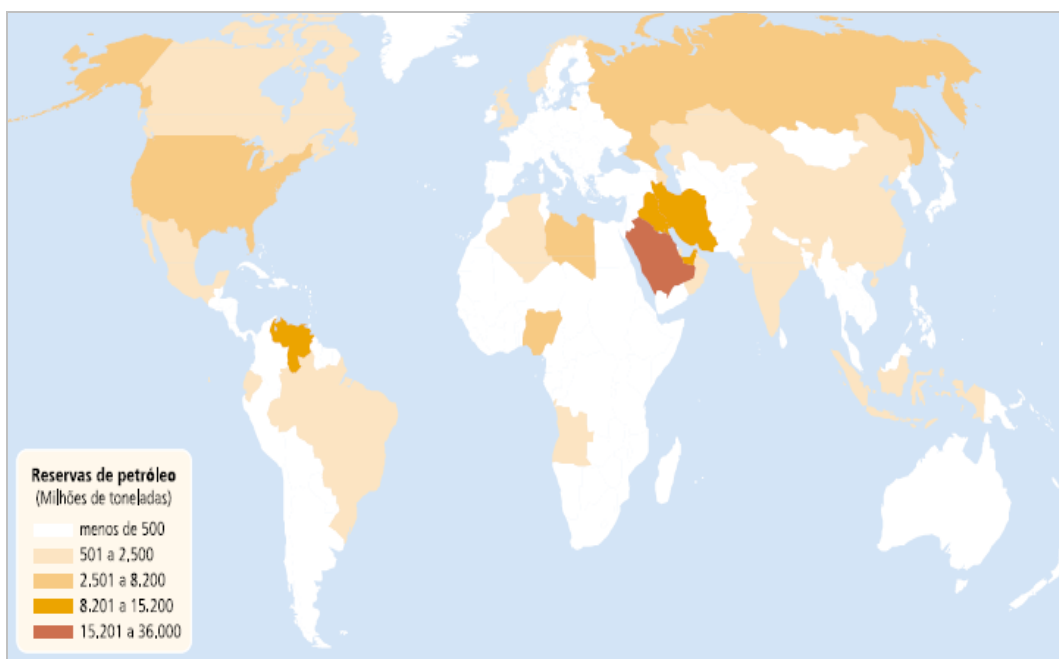 Reservas de petróleo
(Milhões de toneladas)
menos de 500
501 a 2,500
2.501 a 8.200
8.201 a 15.200
15.201 a 36.000